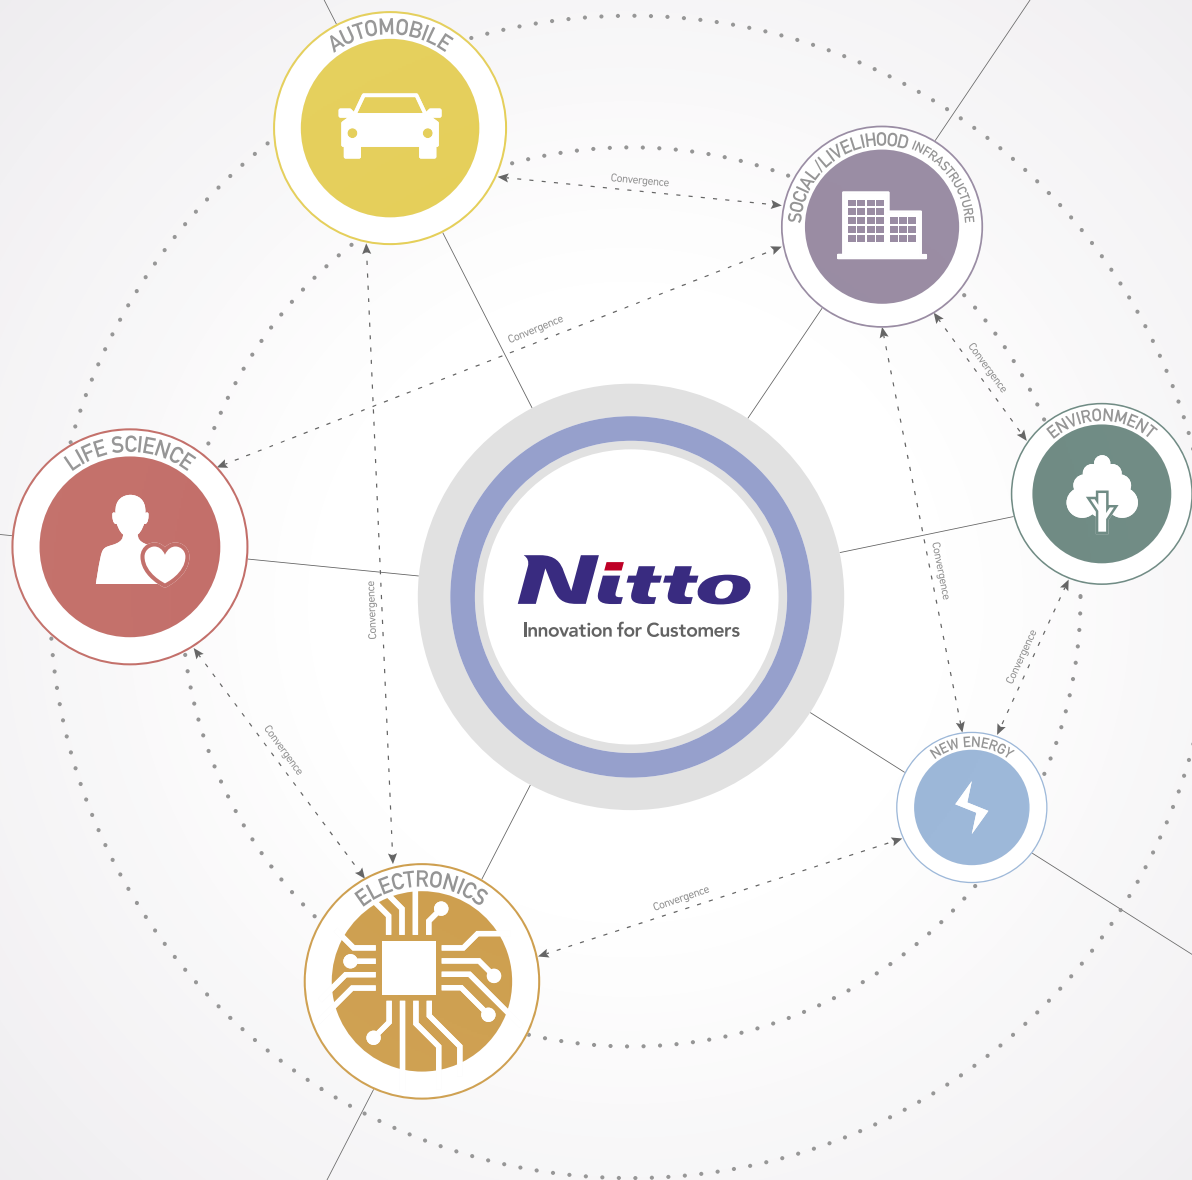 AUTOMOBILE
SOCIAL/LIVELIHOOD INFRASTRUCTURE
Convergence
Convergence
Convergence
ENVIRONMENT
LIFE SCIENCE
Nitto
Innovation for Customers
Convergence
Convergence
Convergence
Convergence
NEW ENERGY
ELECTRONICS
Convergence